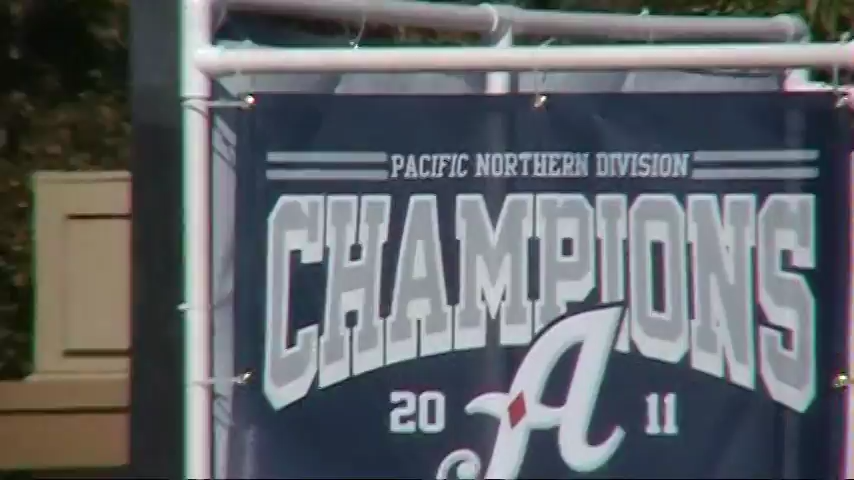 PACIFIC NORTHERN DIVISION
CHAMPIONS
20 A 11